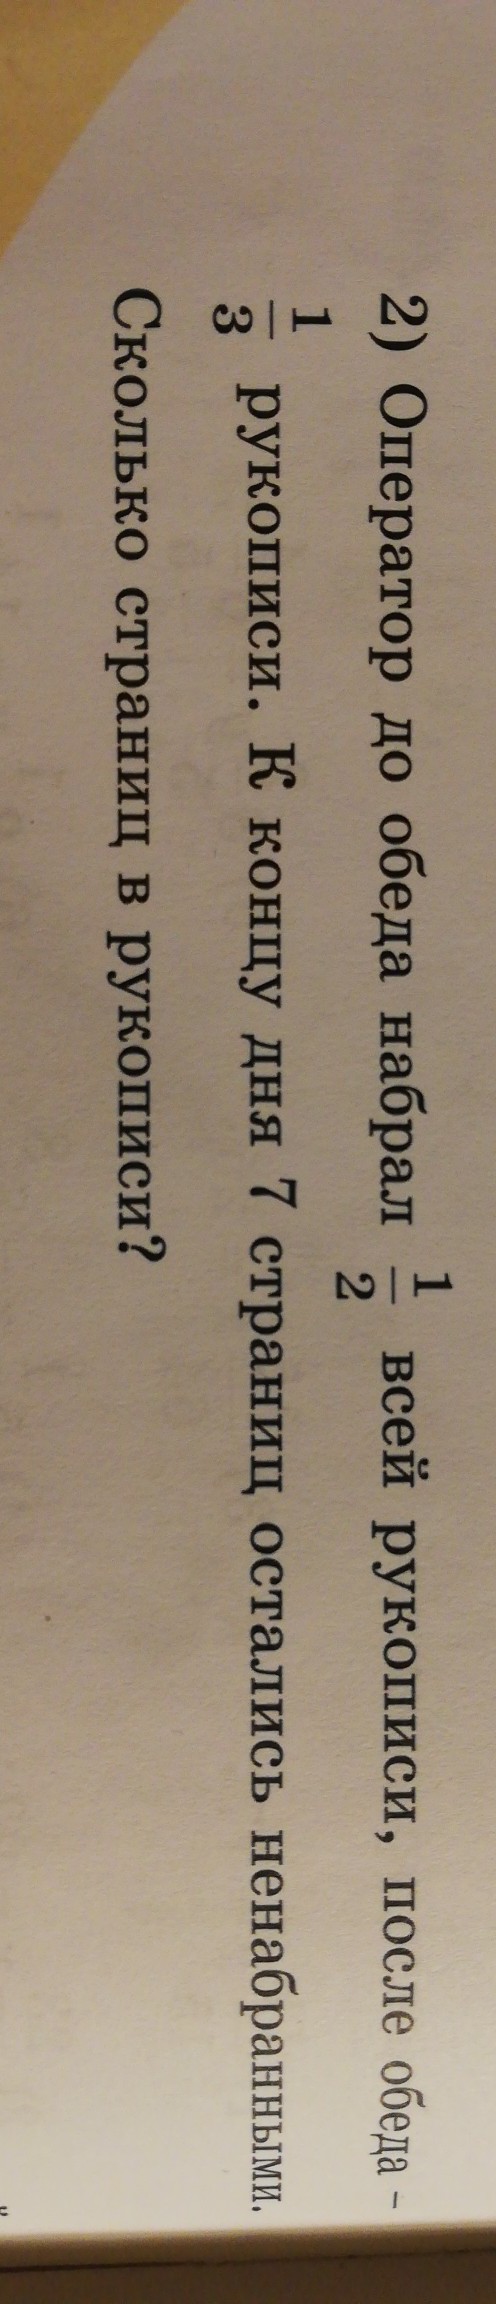 2) Оператор до обеда набрал 1/2 всей рукописи, после обеда –
1/3 рукописи. К концу дня 7 страниц остались ненабранными.
Сколько страниц в рукописи?